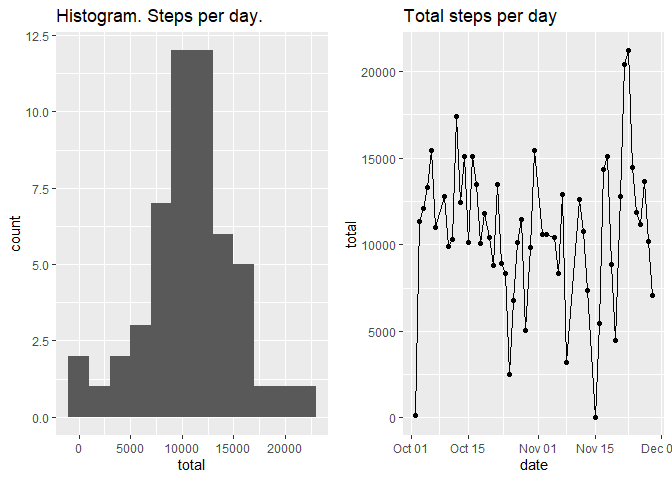 Histogram. Steps per day.
12.5
10.0
7.5
5.0
2.5
0.0
count
0 5000 10000 15000 20000
total
Total steps per day
20000
15000
10000
5000
0
total
Oct 01 Oct 15 Nov 01 Nov 15 Dec 0
date